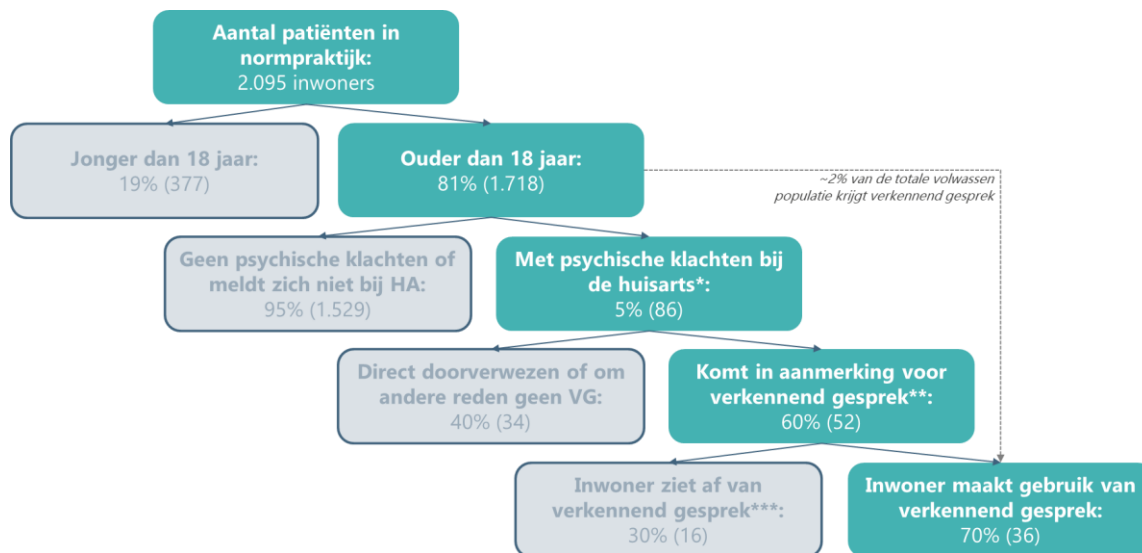 Aantal patiënten in
normpraktijk:
2.095 inwoners
Jonger dan 18 jaar:
19% (377)
Ouder dan 18 jaar:
81% (1.718)
~2% van de totale volwassen
populatie krijgt verkennend gesprek
Geen psychische klachten of
meldt zich niet bij HA:
95% (1.529)
Met psychische klachten bij
de huisarts*:
5% (86)
Direct doorverwezen of om
andere reden geen VG:
40% (34)
Komt in aanmerking voor
verkennend gesprek**:
60% (52)
Inwoner ziet af van
verkennend gesprek***:
30% (16)
Inwoner maakt gebruik van
verkennend gesprek:
70% (36)